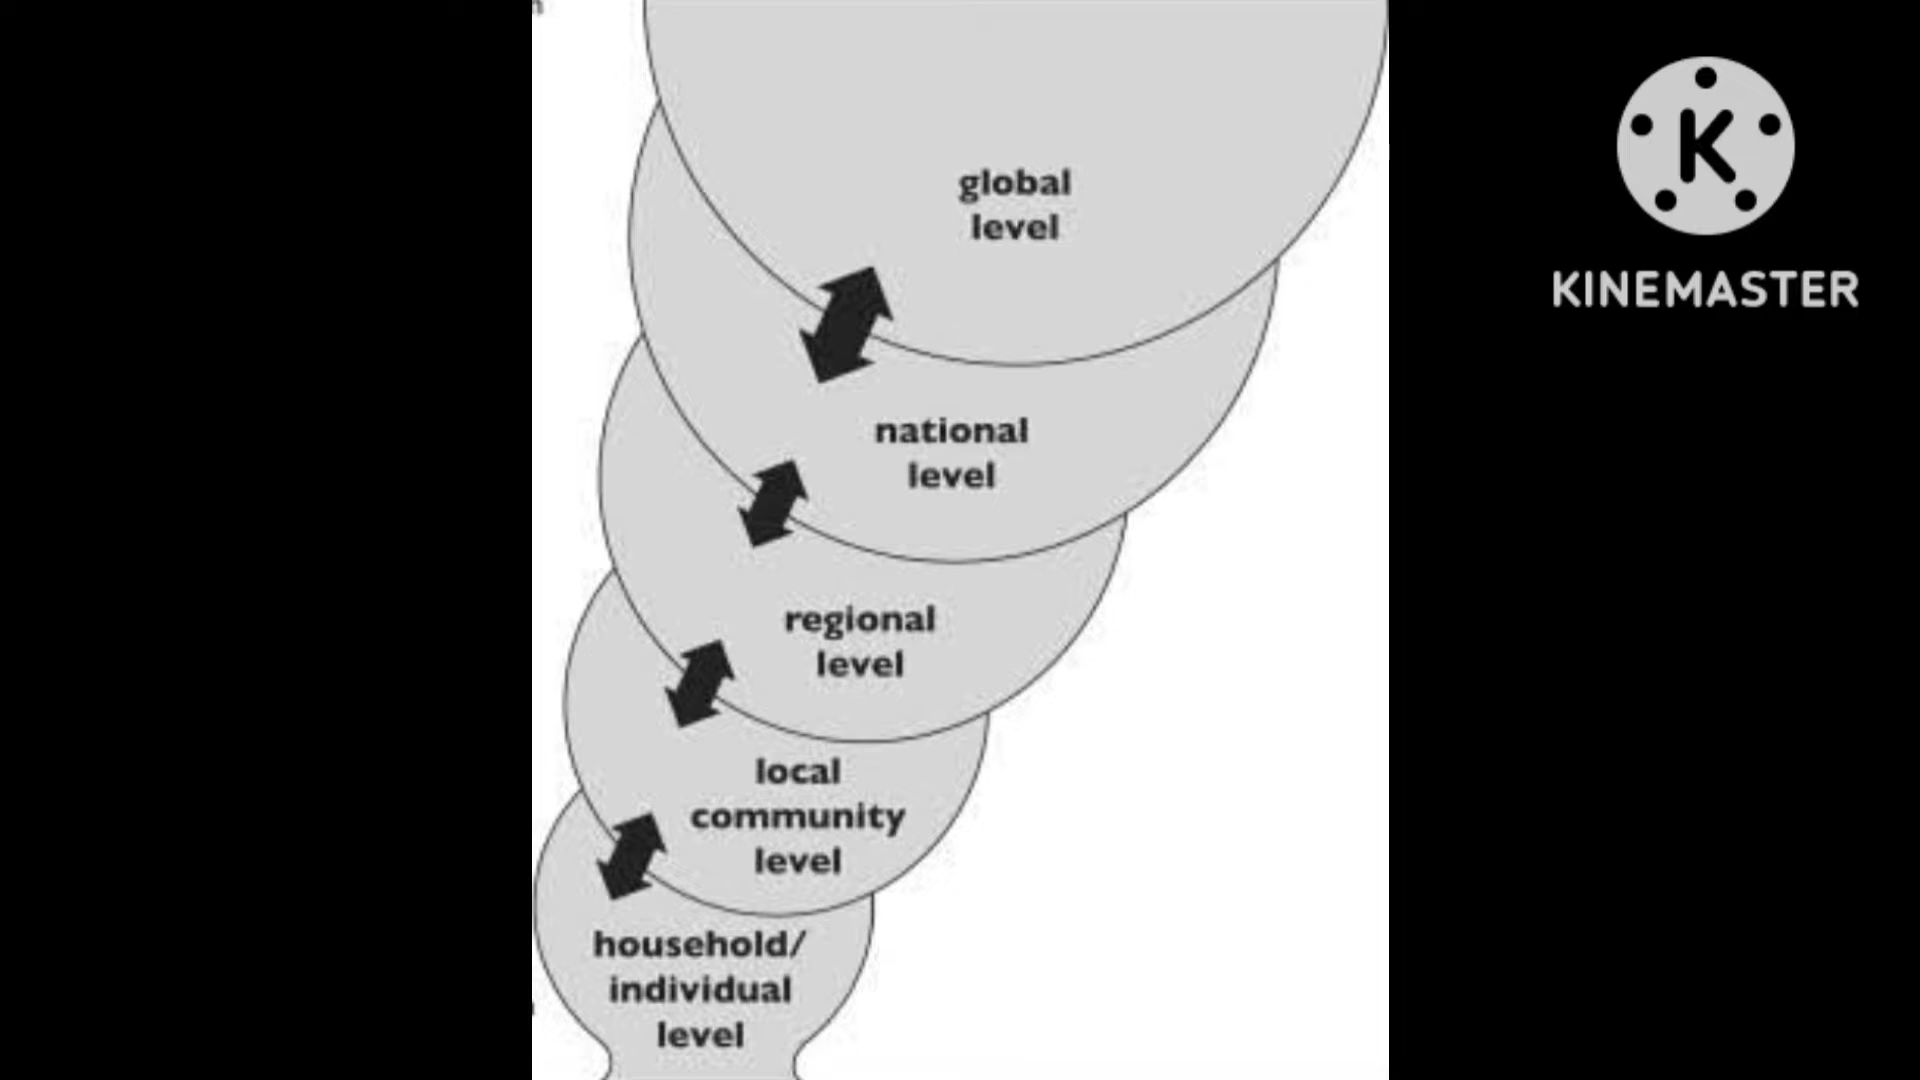 global
level
national
level
regional
level
local
community
level
household/
individual
level
K
KINEMASTER